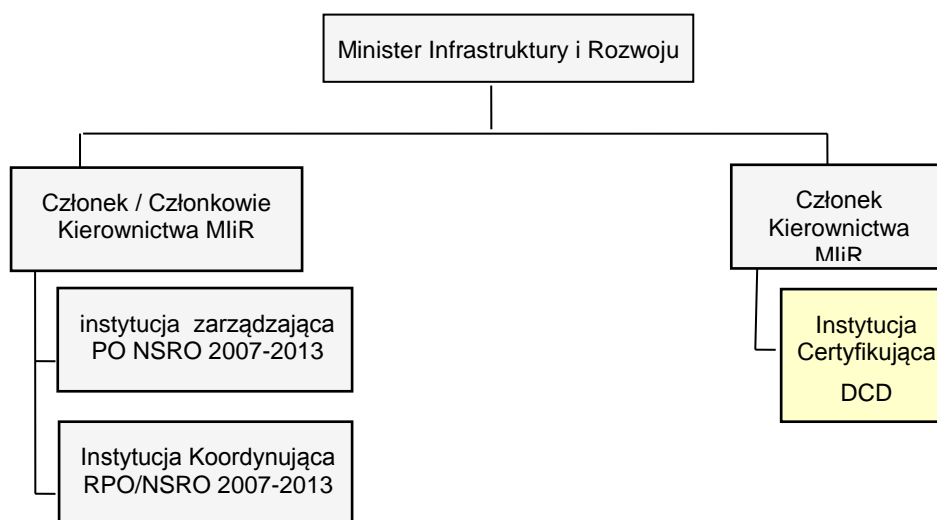 Minister Infrastruktury i Rozwoju
Członek / Członkowie
Kierownictwa MIiR
instytucja zarządzająca
PO NSRO 2007-2013
Instytucja Koordynująca
RPO/NSRO 2007-2013
Członek
Kierownictwa
MIiR
Instytucja
Certyfikująca
DCD